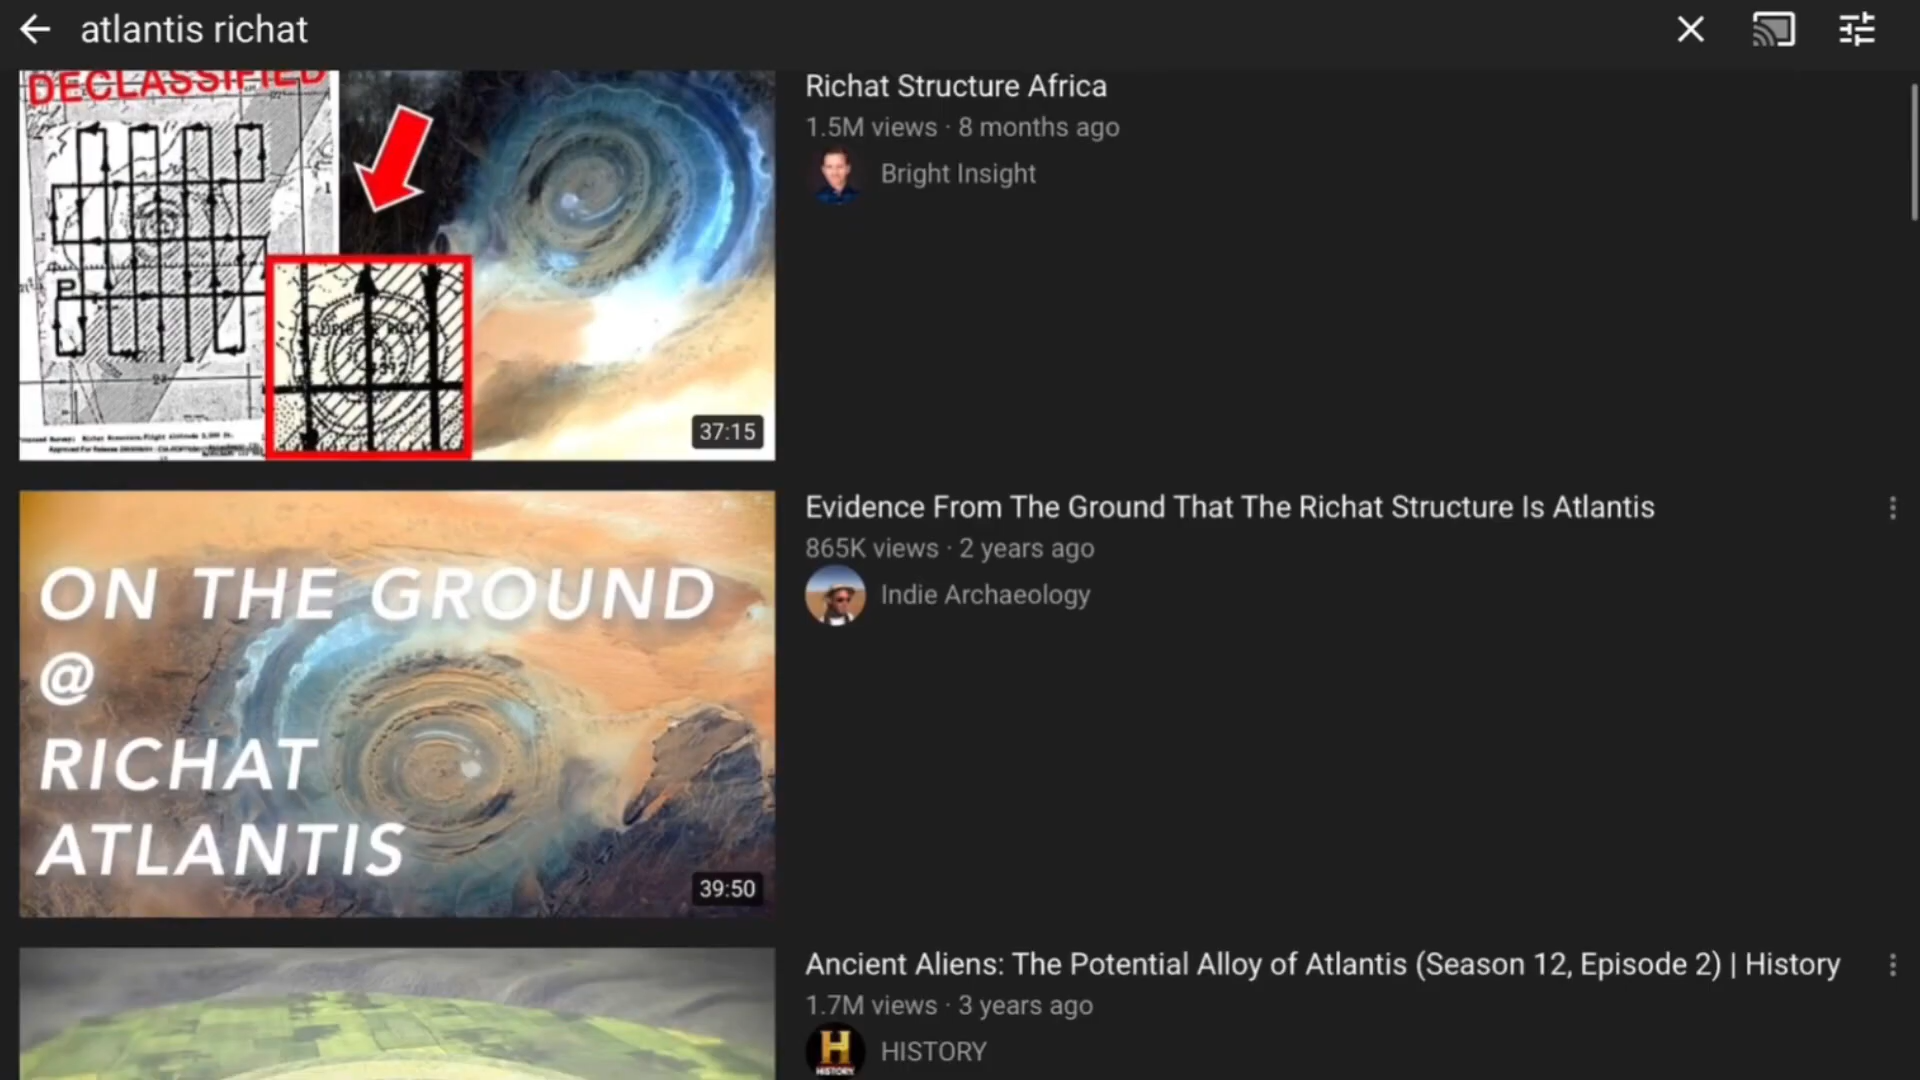 atlantis richat
DECLASSIFIED
P
37:15
Richat Structure Africa
1.5M views · 8 months ago
Bright Insight
ON THE GROUND
@
RICHAT
ATLANTIS
39:50
Evidence From The Ground That The Richat Structure Is Atlantis
865K views · 2 years ago
Indie Archaeology
Ancient Aliens: The Potential Alloy of Atlantis (Season 12, Episode 2) | History
1.7M views · 3 years ago
H
HISTORY
HISTORY